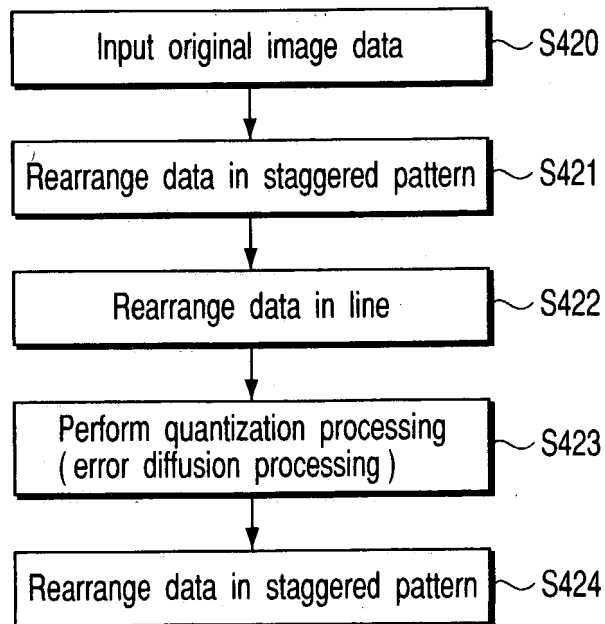 Input original image data
S420
Rearrange data in staggered pattern
S421
Rearrange data in line
S422
Perform quantization processing
(error diffusion processing)
S423
Rearrange data in staggered pattern
S424